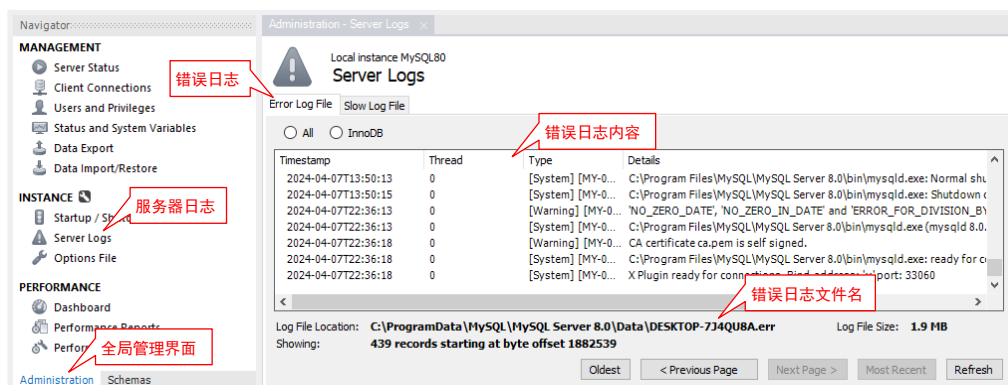 Navigator
MANAGEMENT
Server Status
Client Connections
Users and Privileges
Status and System Variables
Data Export
Data Import/Restore
INSTANCE
Startup /
Server Logs
Options File
PERFORMANCE
Dashboard
Performance Reports
Administration Schemas
错误日志
服务器日志
全局管理界面
Administration - Server Logs ×
Local instance MySQL80
Server Logs
Error Log File Slow Log File
All InnoDB
错误日志内容
Timestamp Thread Type Details
2024-04-07T13:50:13 0 [System] [MY-0... C:\Program Files\MySQL\MySQL Server 8.0\bin\mysqld.exe: Normal shu
2024-04-07T13:50:15 0 [System] [MY-0... C:\Program Files\MySQL\MySQL Server 8.0\bin\mysqld.exe: Shutdown c
2024-04-07T22:36:13 0 [Warning] [MY-0... 'NO_ZERO_DATE', 'NO_ZERO_IN_DATE' and 'ERROR_FOR_DIVISION_BY
2024-04-07T22:36:13 0 [System] [MY-0... C:\Program Files\MySQL\MySQL Server 8.0\bin\mysqld.exe (mysqld 8.0.
2024-04-07T22:36:18 0 [Warning] [MY-0... CA certificate ca.pem is self signed.
2024-04-07T22:36:18 0 [System] [MY-0... C:\Program Files\MySQL\MySQL Server 8.0\bin\mysqld.exe: ready for co
2024-04-07T22:36:18 0 [System] [MY-0... X Plugin ready for connections. Bind-address: port: 33060
错误日志文件名
Log File Location: C:\ProgramData\MySQL\MySQL Server 8.0\Data\DESKTOP-7J4QU8A.err Log File Size: 1.9 MB
Showing: 439 records starting at byte offset 1882539
Oldest < Previous Page Next Page > Most Recent Refresh